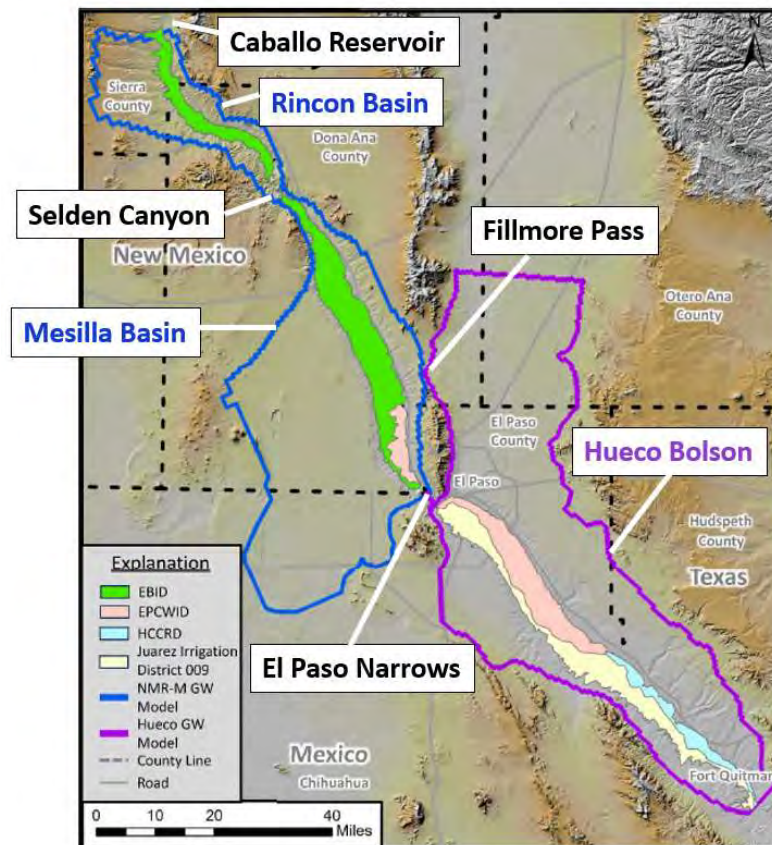 N
Caballo Reservoir
Sierra
County
Rincon Basin
Dona Ana
County
Selden Canyon
Fillmore Pass
New Mexico
Otero Ana
County
Mesilla Basin
El Paso
County
Hueco Bolson
El Paso
Hudspeth
County
Texas
Explanation
EBID
EPCWID
HCCRD
Juarez Irrigation
District 009
NMR-M GW
Model
Hueco GW
Model
County Line
Road
El Paso Narrows
Mexico
Chihuahua
Fort Quitman
0 10 20 40
Miles